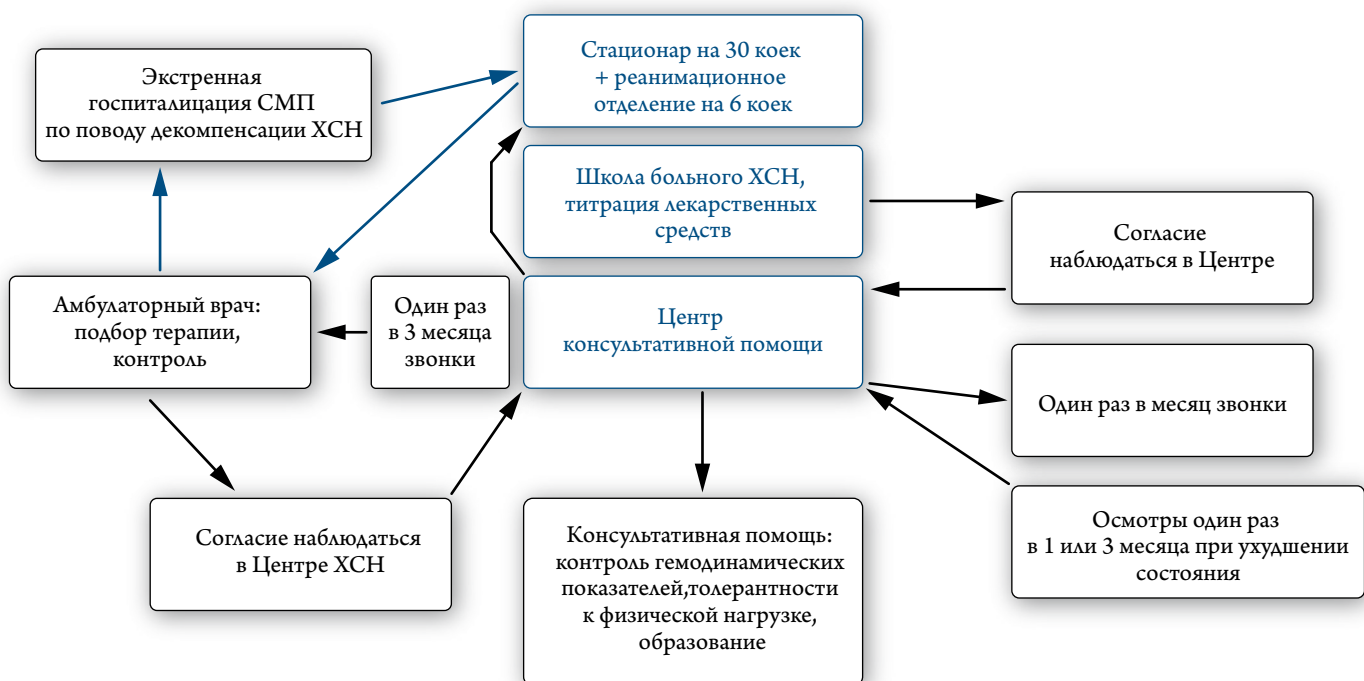 Экстренная
госпиталицация СМП
по поводу декомпенсации ХСН
Стационар на 30 коек
+ реанимационное
отделение на 6 коек
Школа больного ХСН,
титрация лекарственных
средств
Согласие
наблюдаться в Центре
Амбулаторный врач:
подбор терапии,
контроль
Один раз
в 3 месяца
звонки
Центр
консультативной помощи
Один раз в месяц звонки
Согласие наблюдаться
в Центре ХСН
Консультативная помощь:
контроль гемодинамических
показателей,толерантности
к физической нагрузке,
образование
Осмотры один раз
в 1 или 3 месяца при ухудшении
состояния